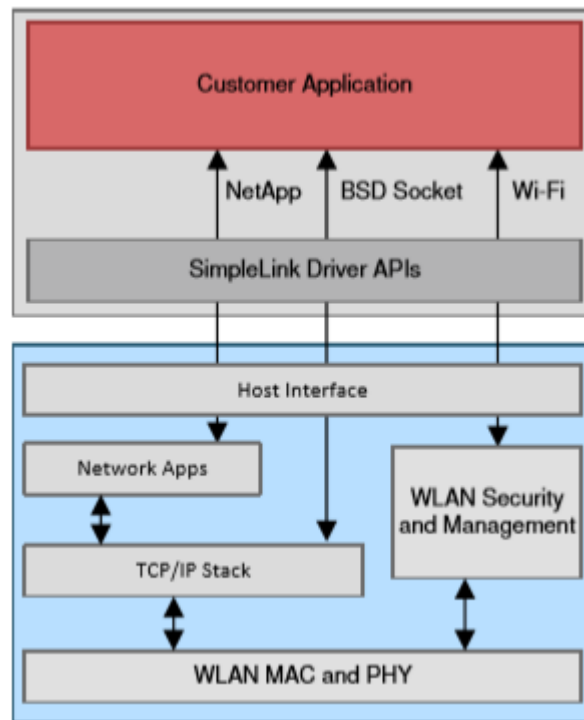 Customer Application
NetApp
BSD Socket
Wi-Fi
SimpleLink Driver APIs
Host Interface
Network Apps
WLAN Security
and Management
TCP/IP Stack
WLAN MAC and PHY